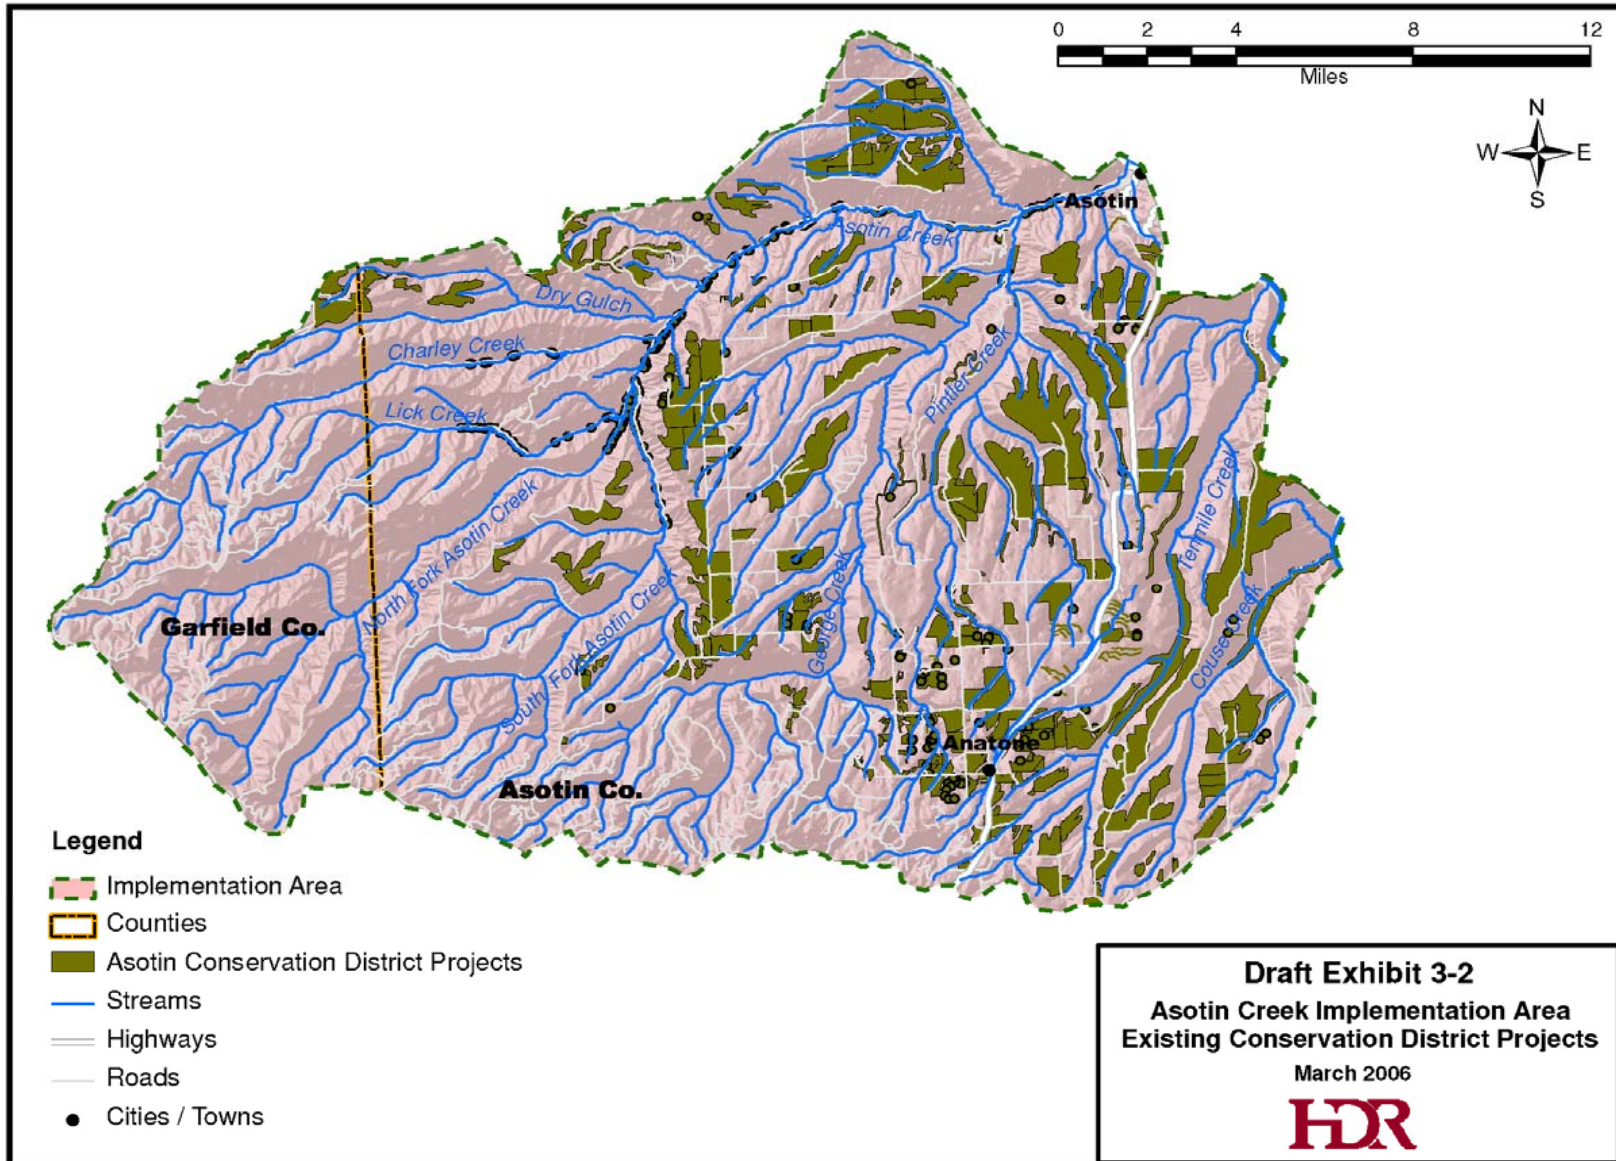 0 2 4 8 12
Miles
N
W E
S
Asotin
Asotin Creek
Dry Gulch
Charley Creek
Lick Creek
Pintler Creek
North Fork Asotin Creek
Tenmile Creek
George Creek
South Fork Asotin Creek
Couse Creek
Garfield Co.
Anatone
Asotin Co.
Legend
Implementation Area
Counties
Asotin Conservation District Projects
Streams
Highways
Roads
Cities / Towns
Draft Exhibit 3-2
Asotin Creek Implementation Area
Existing Conservation District Projects
March 2006
HDR